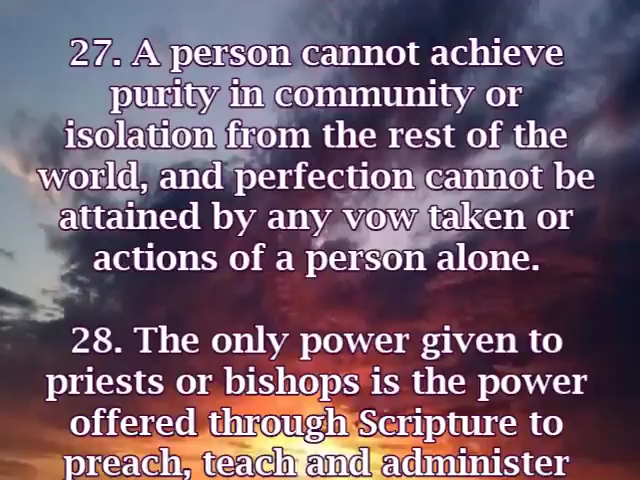 27. A person cannot achieve
purity in community or
isolation from the rest of the
world, and perfection cannot be
attained by any vow taken or
actions of a person alone.
28. The only power given to
priests or bishops is the power
offered through Scripture to
preach, teach and administer